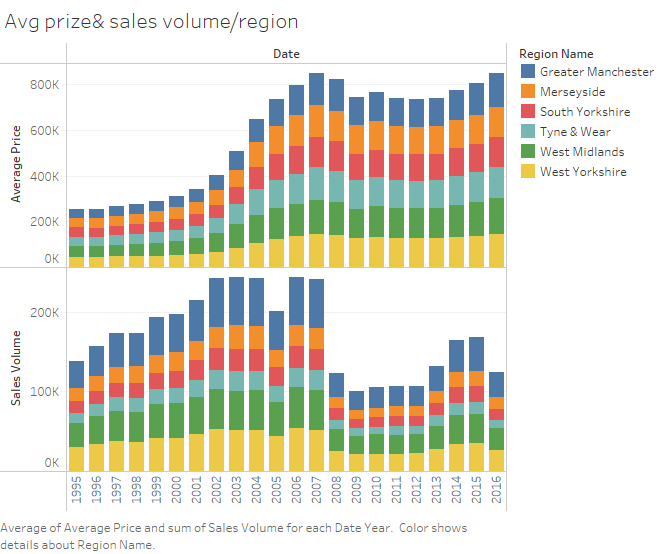 Avg prize& sales volume/region
Date
Region Name
Greater Manchester
Merseyside
South Yorkshire
Tyne & Wear
West Midlands
West Yorkshire
Average Price
800K
600K
400K
200K
0K
Sales Volume
200K
100K
0K
1995 1996 1997 1998 1999 2000 2001 2002 2003 2004 2005 2006 2007 2008 2009 2010 2011 2012 2013 2014 2015 2016
Average of Average Price and sum of Sales Volume for each Date Year.  Color shows
details about Region Name.